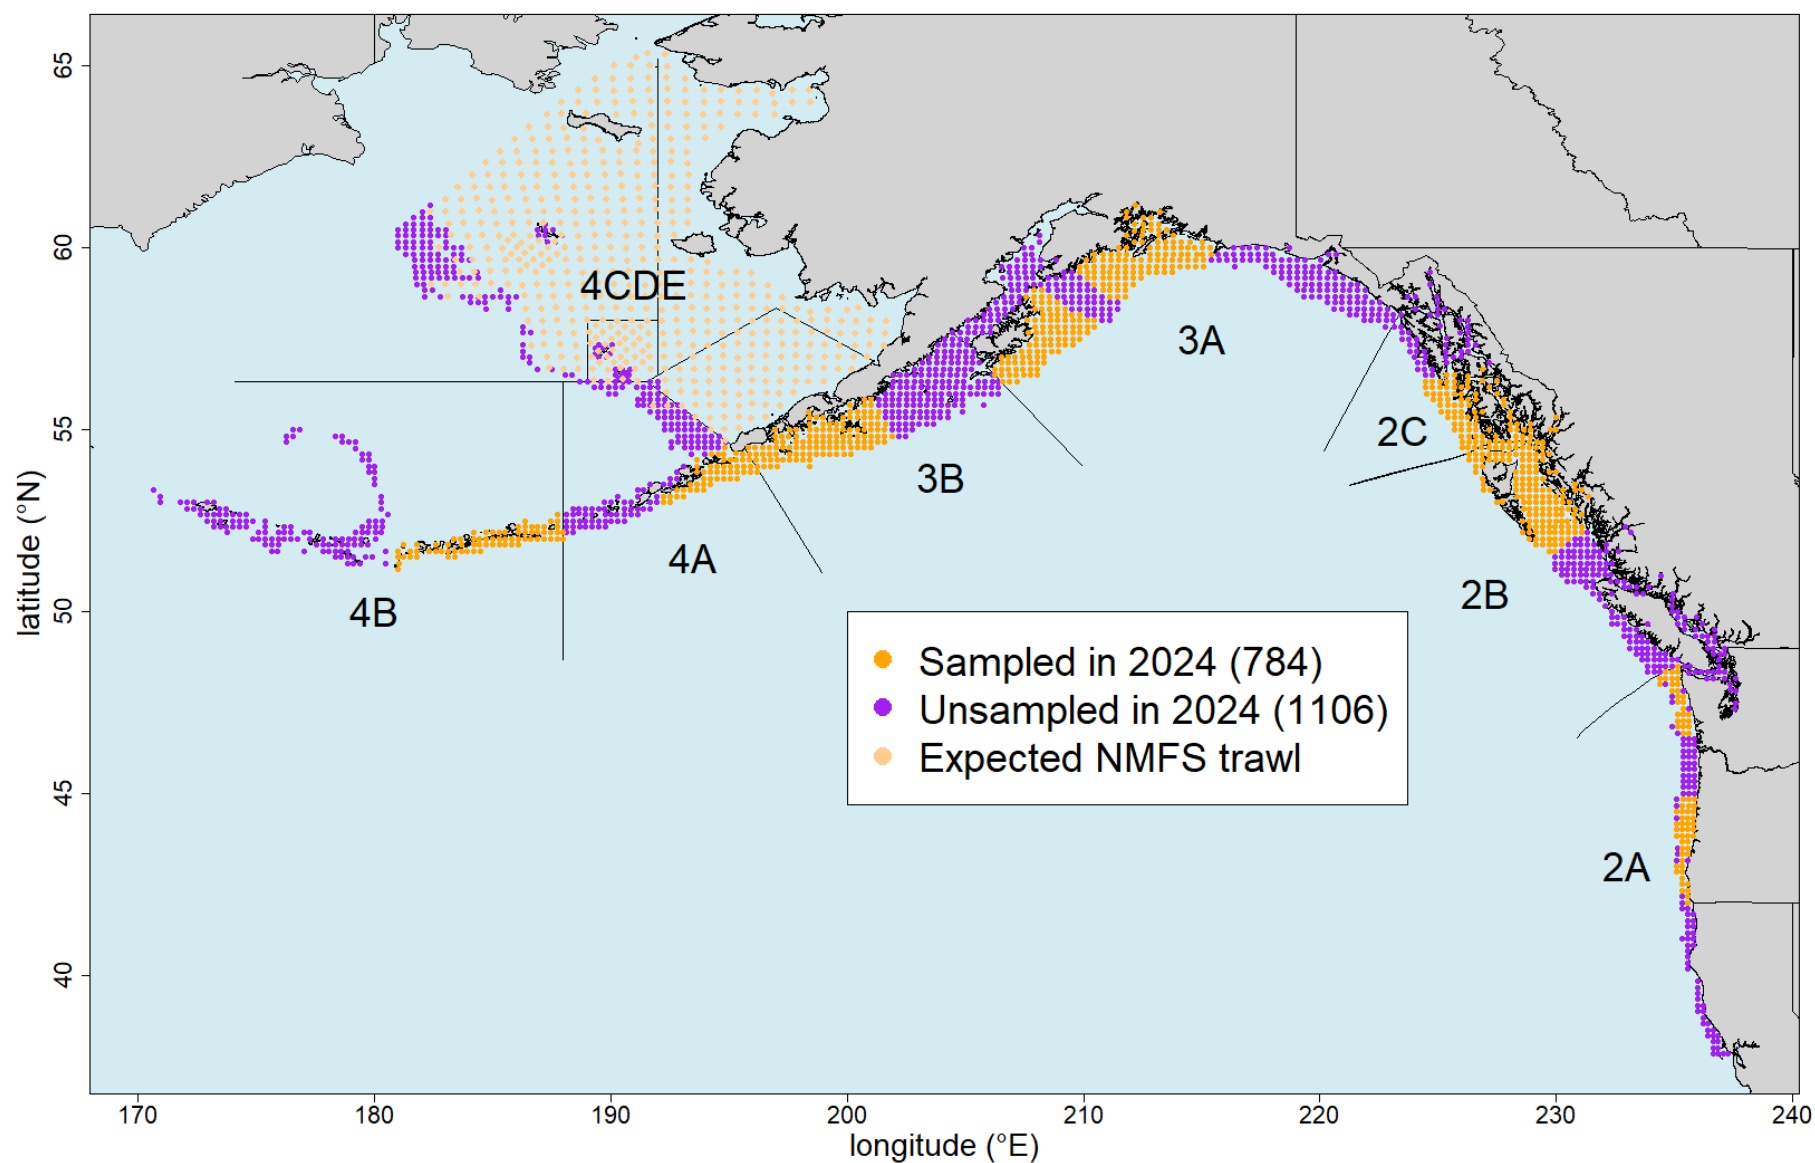 65
60
55
50
45
40
latitude (°N)
4CDE
3A
2C
3B
4A
2B
4B
2A
Sampled in 2024 (784)
Unsampled in 2024 (1106)
Expected NMFS trawl
170
180
190
200
210
220
230
240
longitude (°E)